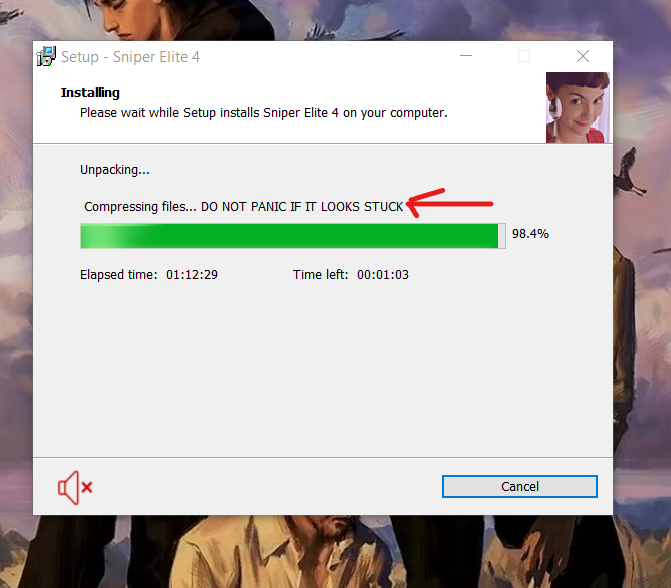 Setup - Sniper Elite 4
Installing
Please wait while Setup installs Sniper Elite 4 on your computer.
Unpacking...
Compressing files... DO NOT PANIC IF IT LOOKS STUCK
98.4%
Elapsed time: 01:12:29 Time left: 00:01:03
Cancel